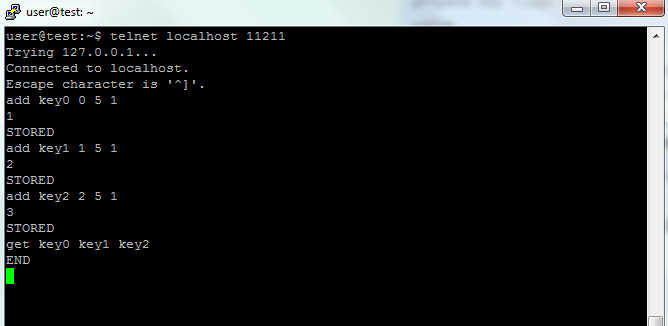 user@test: ~
user@test:~$ telnet localhost 11211
Trying 127.0.0.1...
Connected to localhost.
Escape character is '^]'.
add key0 0 5 1
1
STORED
add key1 1 5 1
2
STORED
add key2 2 5 1
3
STORED
get key0 key1 key2
END